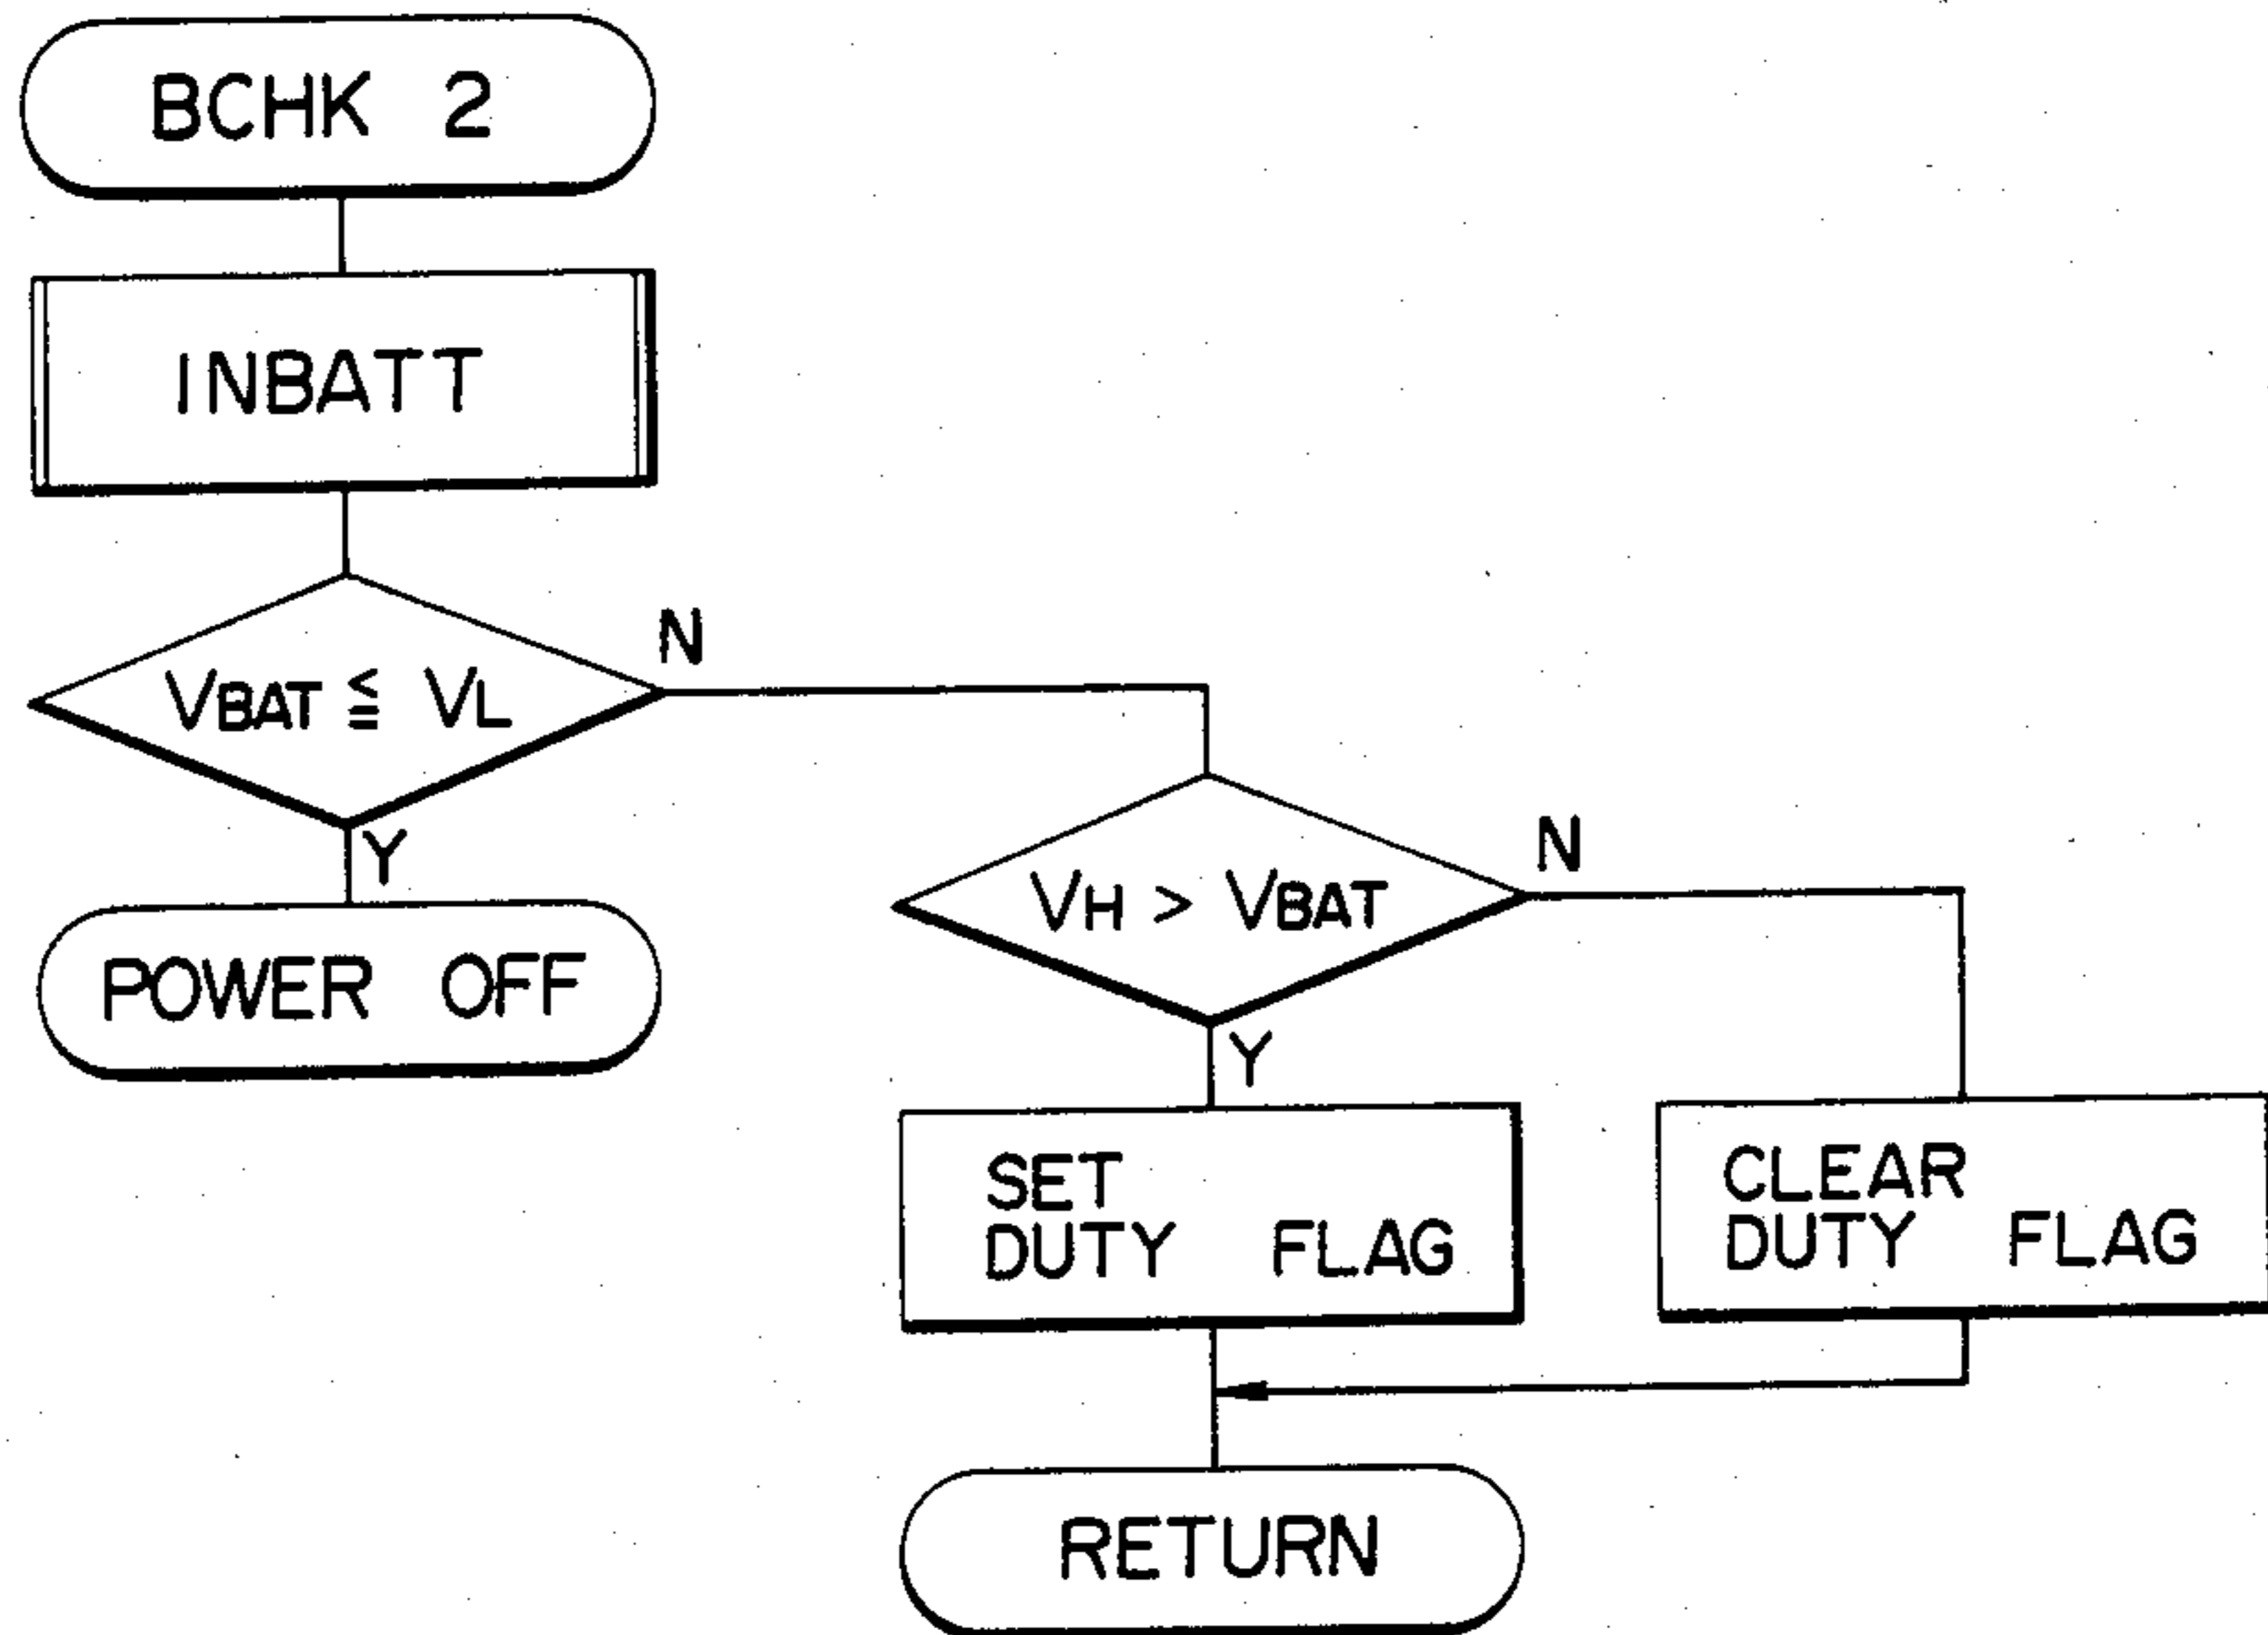 BCHK 2
INBATT
VBAT ≦ VL
N
Y
POWER OFF
VH > VBAT
N
Y
SET
DUTY FLAG
CLEAR
DUTY FLAG
RETURN